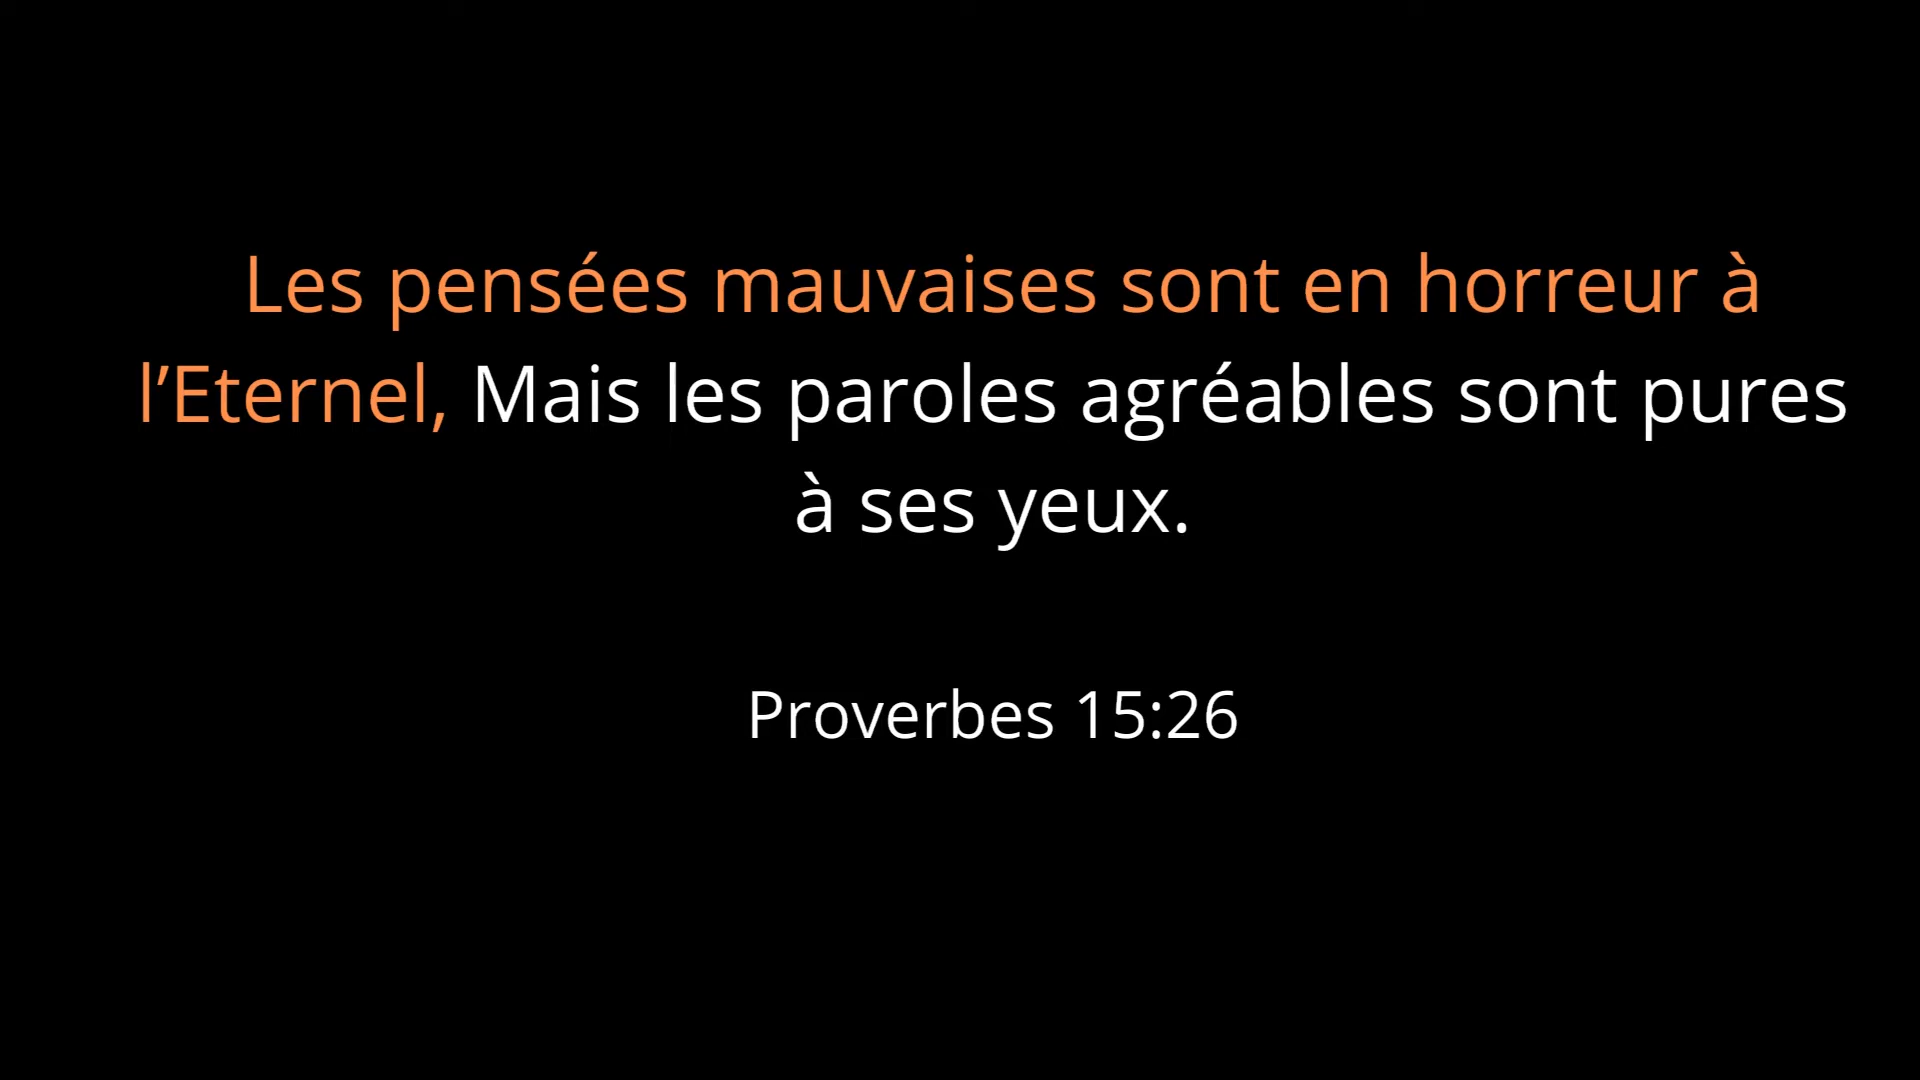 Les pensées mauvaises sont en horreur à
l’Eternel, Mais les paroles agréables sont pures
à ses yeux.
Proverbes 15:26